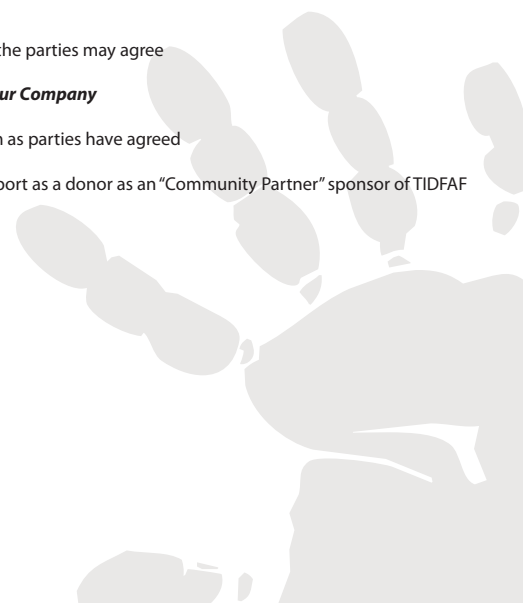 the parties may agree
ur Company
as parties have agreed
port as a donor as an “Community Partner” sponsor of TIDFAF